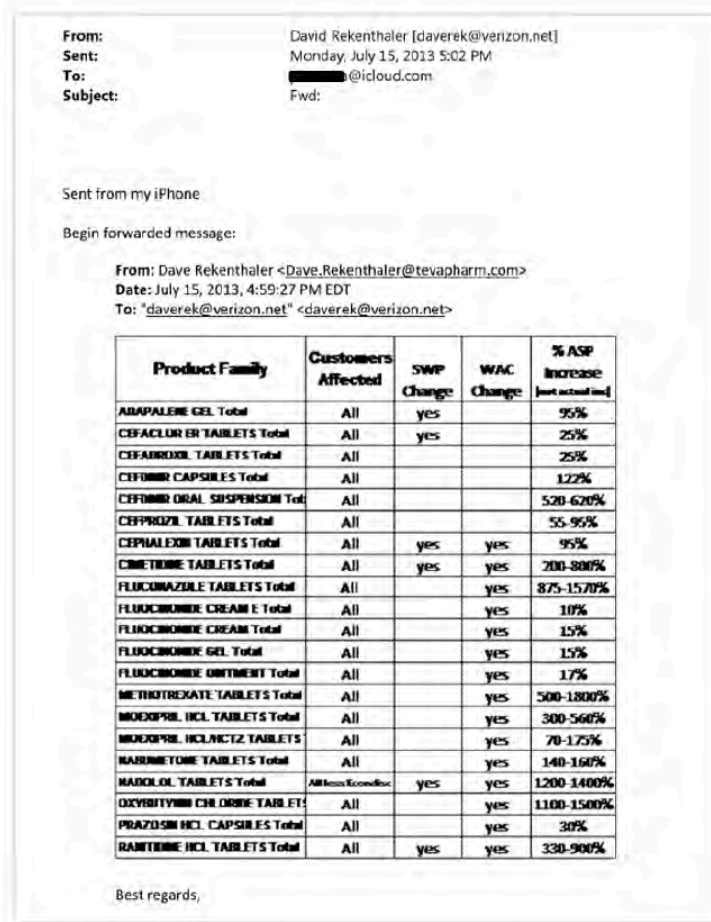 From: David Rekenthaler [daverek@verizon.net]
Sent: Monday, July 15, 2013 5:02 PM
To: @icloud.com
Subject: Fwd:
Sent from my iPhone
Begin forwarded message:
From: Dave Rekenthaler <Dave.Rekenthaler@tevapharm.com>
Date: July 15, 2013, 4:59:27 PM EDT
To: "daverek@verizon.net" <daverek@verizon.net>
Product Family Customers Affected SWP Change WAC Change % ASP Increase
ADAPALENE GEL Total All yes 95%
CEFACLOR ER TABLETS Total All yes 25%
CEFADROXIL TABLETS Total All 25%
CEFDINIR CAPSULES Total All 122%
CEFDINIR ORAL SUSPENSION Tot All 520-620%
CEFPROZIL TABLETS Total All 55-95%
CEPHALEXIN TABLETS Total All yes yes 95%
CIMETIDINE TABLETS Total All yes yes 200-800%
FLUCONAZOLE TABLETS Total All yes 875-1570%
FLUOCINONIDE CREAM E Total All yes 10%
FLUOCINONIDE CREAM Total All yes 15%
FLUOCINONIDE GEL Total All yes 15%
FLUOCINONIDE OINTMENT Total All yes 17%
METHOTREXATE TABLETS Total All yes 500-1800%
MOEXIPRIL HCL TABLETS Total All yes 300-560%
MOEXIPRIL HCL/HCTZ TABLETS All yes 70-175%
NABUMETONE TABLETS Total All yes 140-160%
NADOLOL TABLETS Total All less Econdisc yes yes 1200-1400%
OXYBUTYNIN CHLORIDE TABLETS All yes 1100-1500%
PRAZOSIN HCL CAPSULES Total All yes 30%
RANITIDINE HCL TABLETS Total All yes yes 330-900%
Best regards,